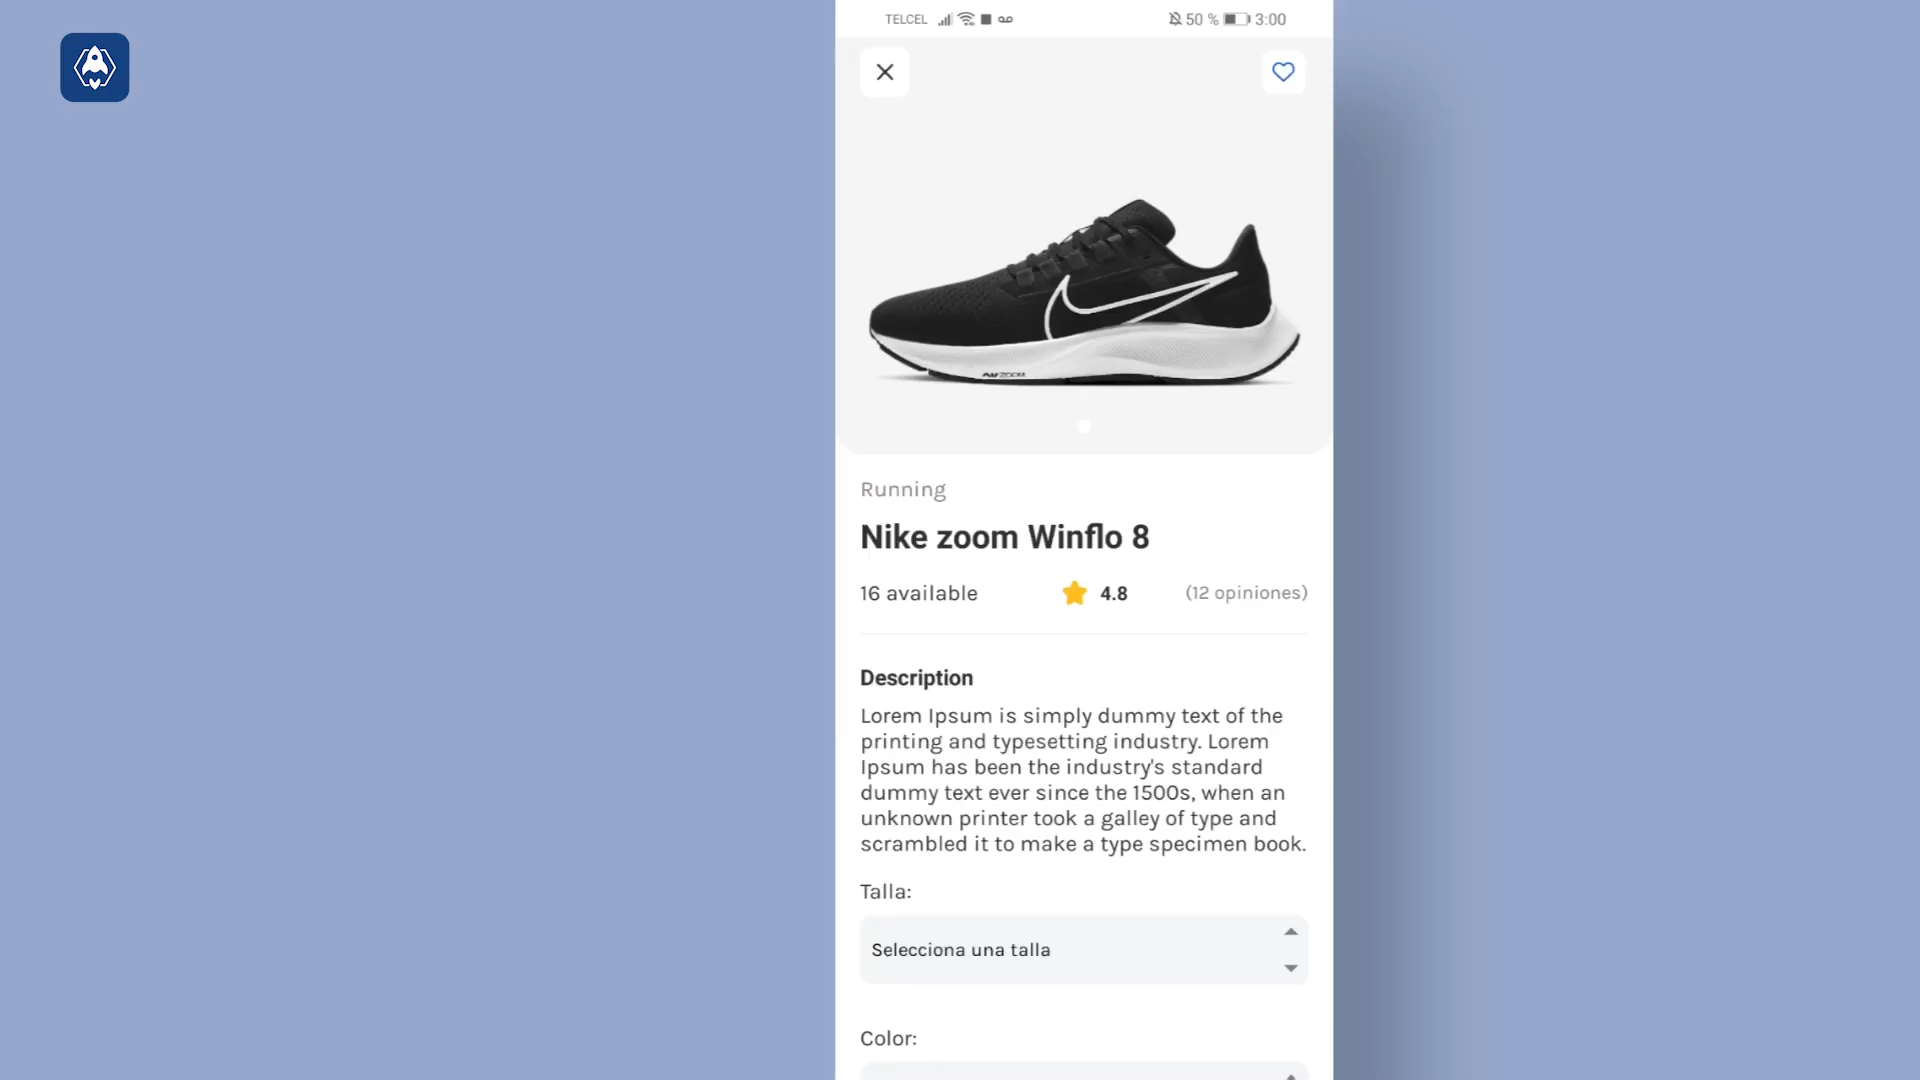 TELCEL 50 % 3:00
AIR ZOOM
Running
Nike zoom Winflo 8
16 available 4.8 (12 opiniones)
Description
Lorem Ipsum is simply dummy text of the
printing and typesetting industry. Lorem
Ipsum has been the industry's standard
dummy text ever since the 1500s, when an
unknown printer took a galley of type and
scrambled it to make a type specimen book.
Talla:
Selecciona una talla
Color: